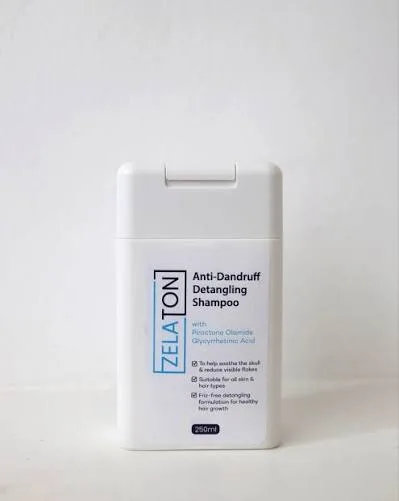 ZELATON
Anti-Dandruff
Detangling
Shampoo
with
Piroctone Olamide
Glycyrrhetinic Acid
To help soothe the skull
& reduce visible flakes
Suitable for all skin &
hair types
Friz-free detangling
formulation for healthy
hair growth
250ml